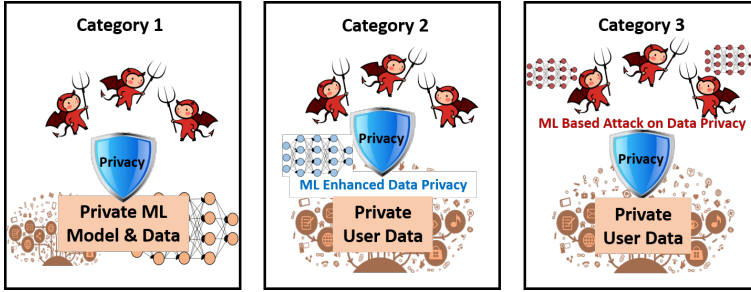 Category 1
Privacy
Private ML
Model & Data
Category 2
Privacy
ML Enhanced Data Privacy
Private
User Data
Category 3
ML Based Attack on Data Privacy
Privacy
Private
User Data